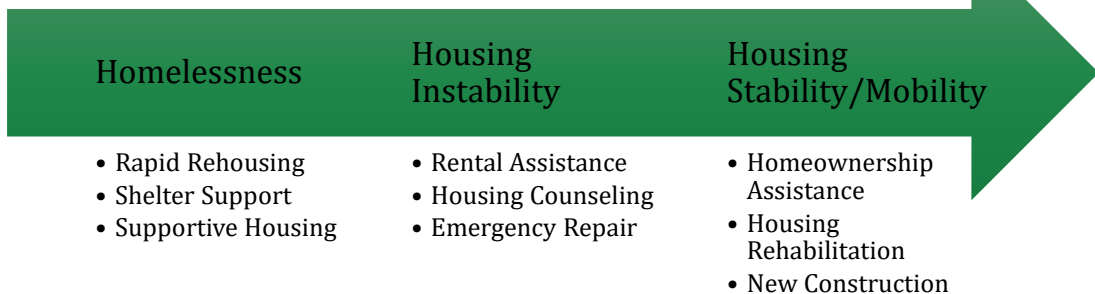 Homelessness
Housing
Instability
Housing
Stability/Mobility
• Rapid Rehousing
• Shelter Support
• Supportive Housing
• Rental Assistance
• Housing Counseling
• Emergency Repair
• Homeownership
Assistance
• Housing
Rehabilitation
• New Construction